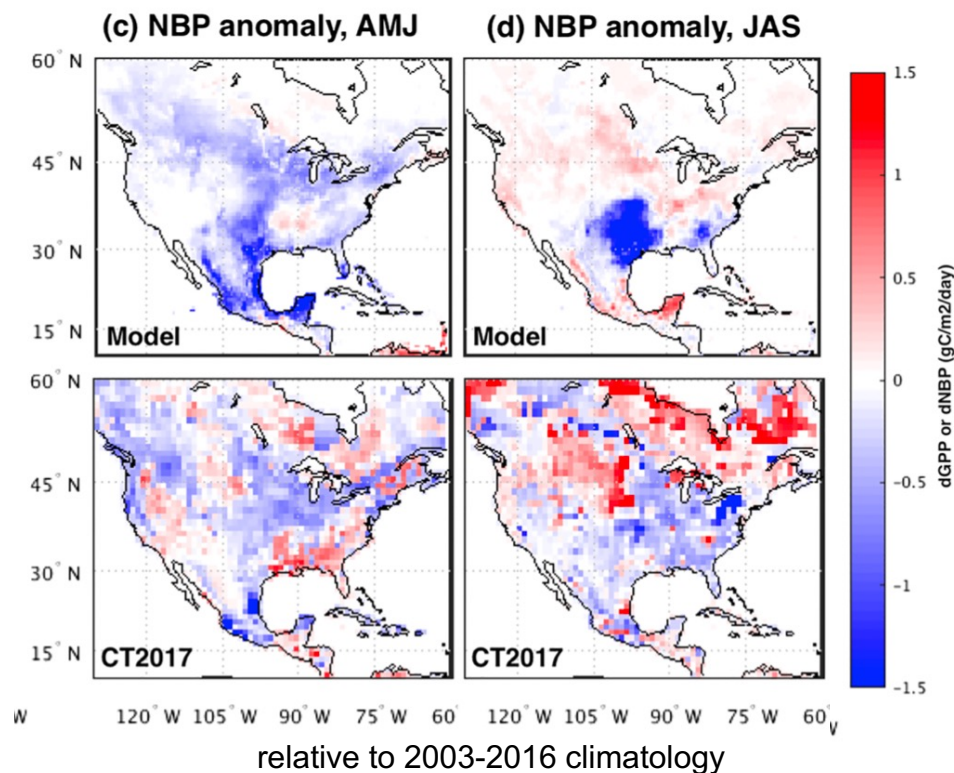 (c) NBP anomaly, AMJ
(d) NBP anomaly, JAS
60° N
45° N
30° N
15° N
Model
Model
1.5
1
0.5
0
−0.5
−1
−1.5
dGPP or dNBP (gC/m2/day)
60° N
45° N
30° N
15° N
CT2017
CT2017
W
120° W
105° W
90° W
60°
120° W
105° W
90° W
60°
W
relative to 2003-2016 climatology